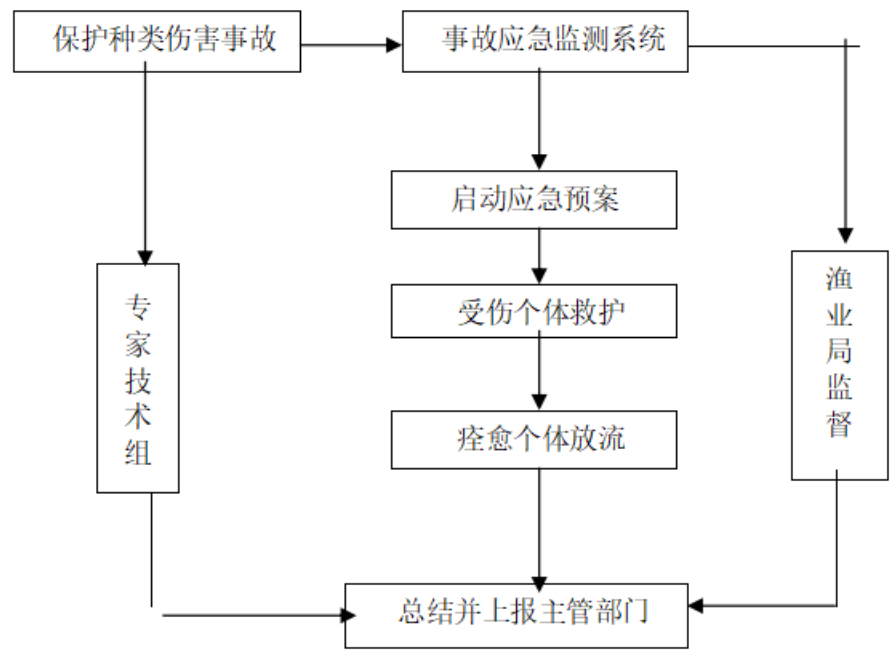 保护种类伤害事故
事故应急监测系统
启动应急预案
专家技术组
受伤个体救护
渔业局监督
痊愈个体放流
总结并上报主管部门